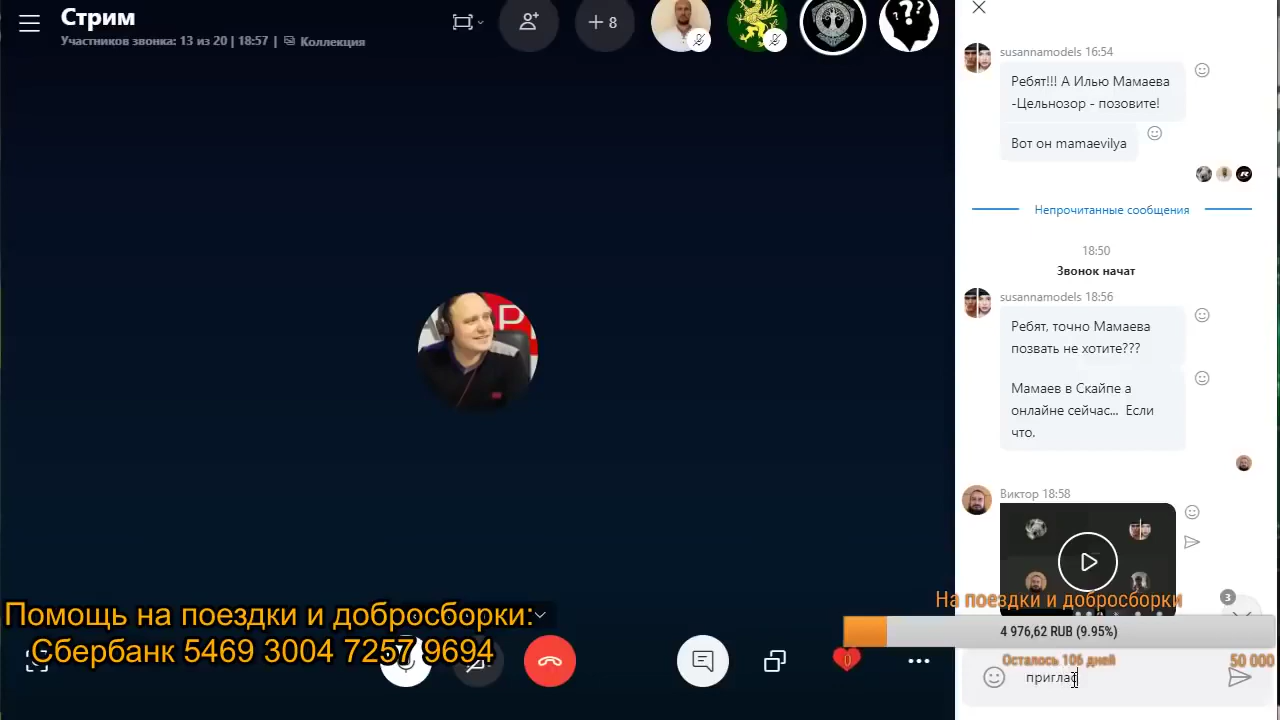 Стрим
Участников звонка: 13 из 20 | 18:57 | Коллекция
+ 8
???
Р
susannamodels 16:54
Ребят!!! А Илью Мамаева
-Цельнозор - позовите!
Вот он mamaevilya
Непрочитанные сообщения
18:50
Звонок начат
susannamodels 18:56
Ребят, точно Мамаева
позвать не хотите???
Мамаев в Скайпе а
онлайне сейчас... Если
что.
Виктор 18:58
3
На поездки и добросборки
4 976,62 RUB (9.95%)
Осталось 106 дней
50 000
приглас
Помощь на поездки и добросборки:
Сбербанк 5469 3004 7257 9694